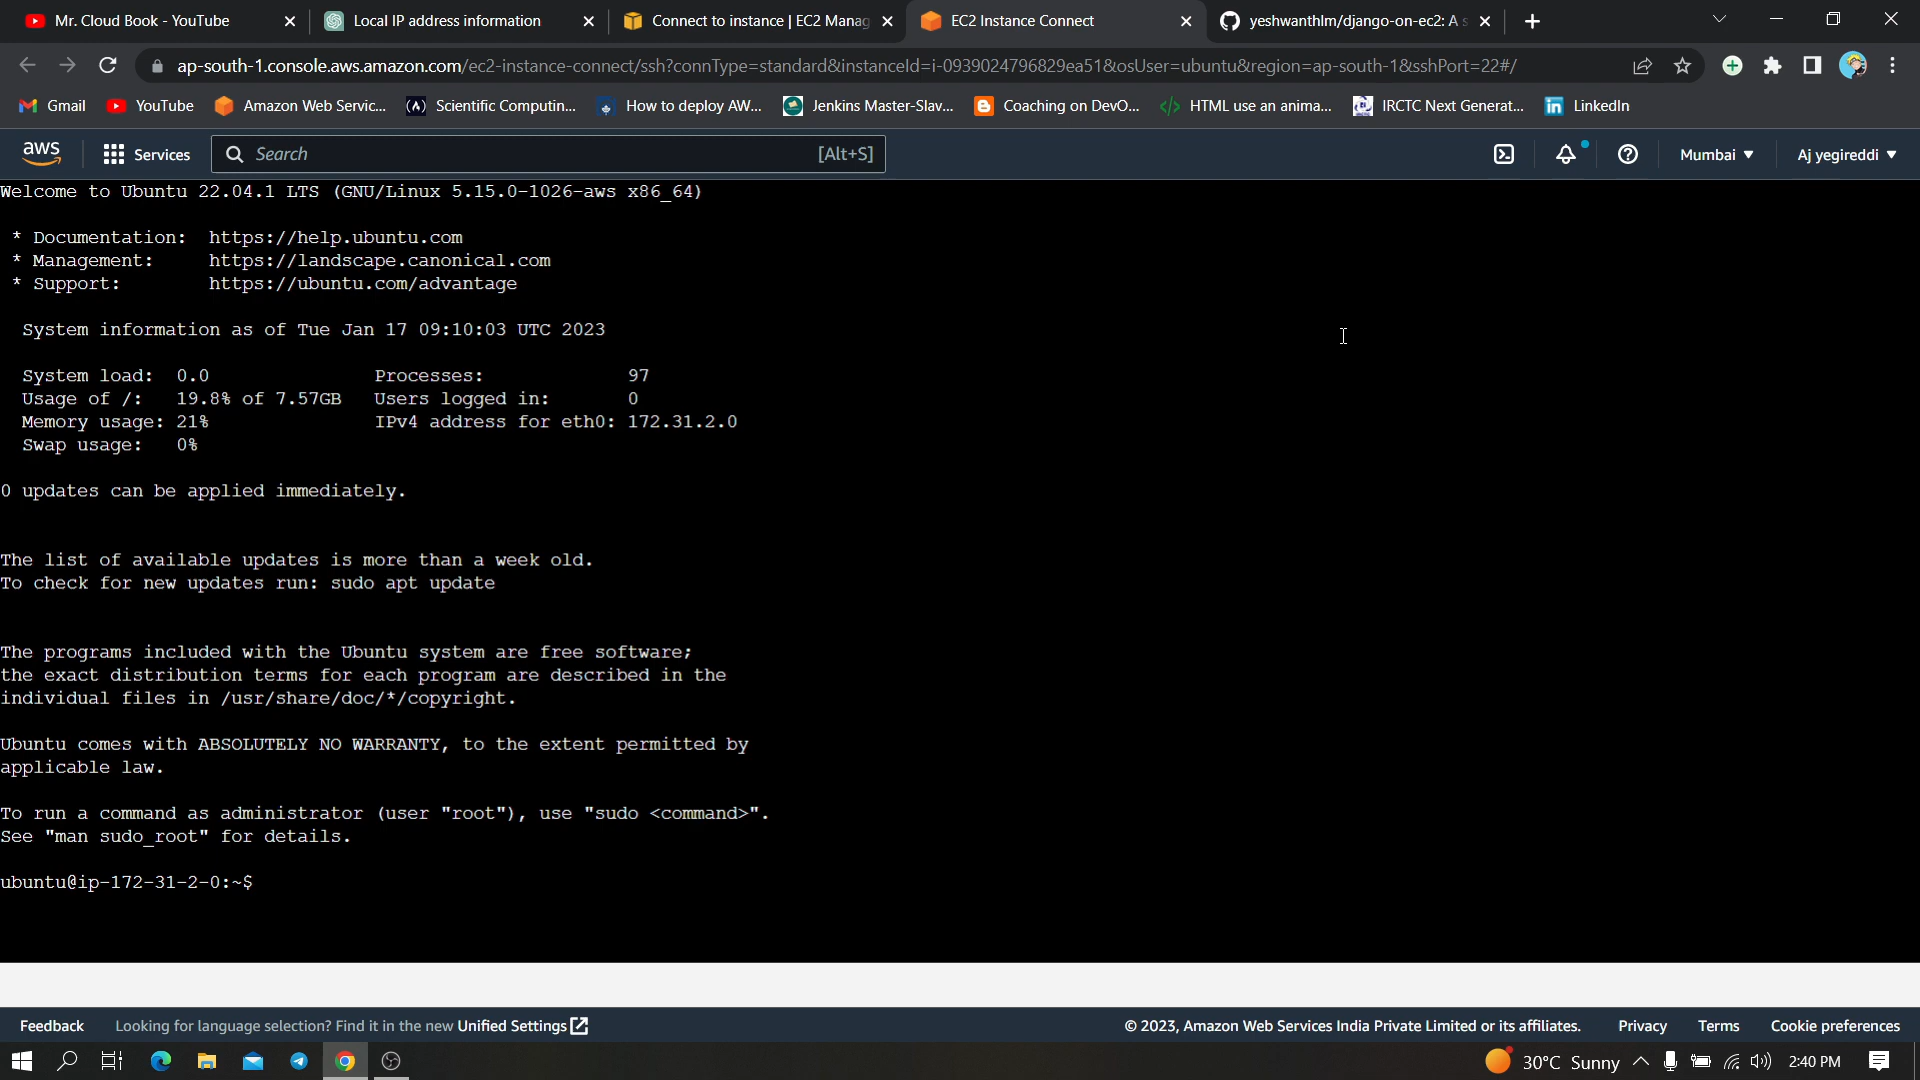 Mr. Cloud Book - YouTube
Local IP address information
Connect to instance | EC2 Manag
EC2 Instance Connect
yeshwanthlm/django-on-ec2: A s
ap-south-1.console.aws.amazon.com/ec2-instance-connect/ssh?connType=standard&instanceId=i-0939024796829ea51&osUser=ubuntu&region=ap-south-1&sshPort=22#/
Gmail
YouTube
Amazon Web Servic...
Scientific Computin...
How to deploy AW...
Jenkins Master-Slav...
Coaching on DevO...
HTML use an anima...
IRCTC Next Generat...
LinkedIn
aws
Services
Search
[Alt+S]
Mumbai
Aj yegireddi
Welcome to Ubuntu 22.04.1 LTS (GNU/Linux 5.15.0-1026-aws x86_64)
* Documentation: https://help.ubuntu.com
* Management: https://landscape.canonical.com
* Support: https://ubuntu.com/advantage
System information as of Tue Jan 17 09:10:03 UTC 2023
System load: 0.0 Processes: 97
Usage of /: 19.8% of 7.57GB Users logged in: 0
Memory usage: 21% IPv4 address for eth0: 172.31.2.0
Swap usage: 0%
0 updates can be applied immediately.
The list of available updates is more than a week old.
To check for new updates run: sudo apt update
The programs included with the Ubuntu system are free software;
the exact distribution terms for each program are described in the
individual files in /usr/share/doc/*/copyright.
Ubuntu comes with ABSOLUTELY NO WARRANTY, to the extent permitted by
applicable law.
To run a command as administrator (user "root"), use "sudo <command>".
See "man sudo_root" for details.
ubuntu@ip-172-31-2-0:~$
Feedback
Looking for language selection? Find it in the new Unified Settings
© 2023, Amazon Web Services India Private Limited or its affiliates.
Privacy
Terms
Cookie preferences
30°C Sunny
2:40 PM